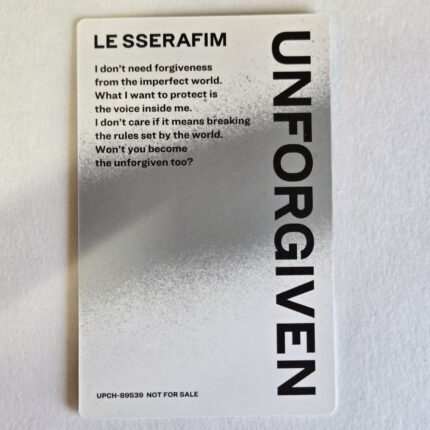 LE SSERAFIM
I don't need forgiveness
from the imperfect world.
What I want to protect is
the voice inside me.
I don't care if it means breaking
the rules set by the world.
Won't you become
the unforgiven too?
UNFORGIVEN
UPCH-89539 NOT FOR SALE